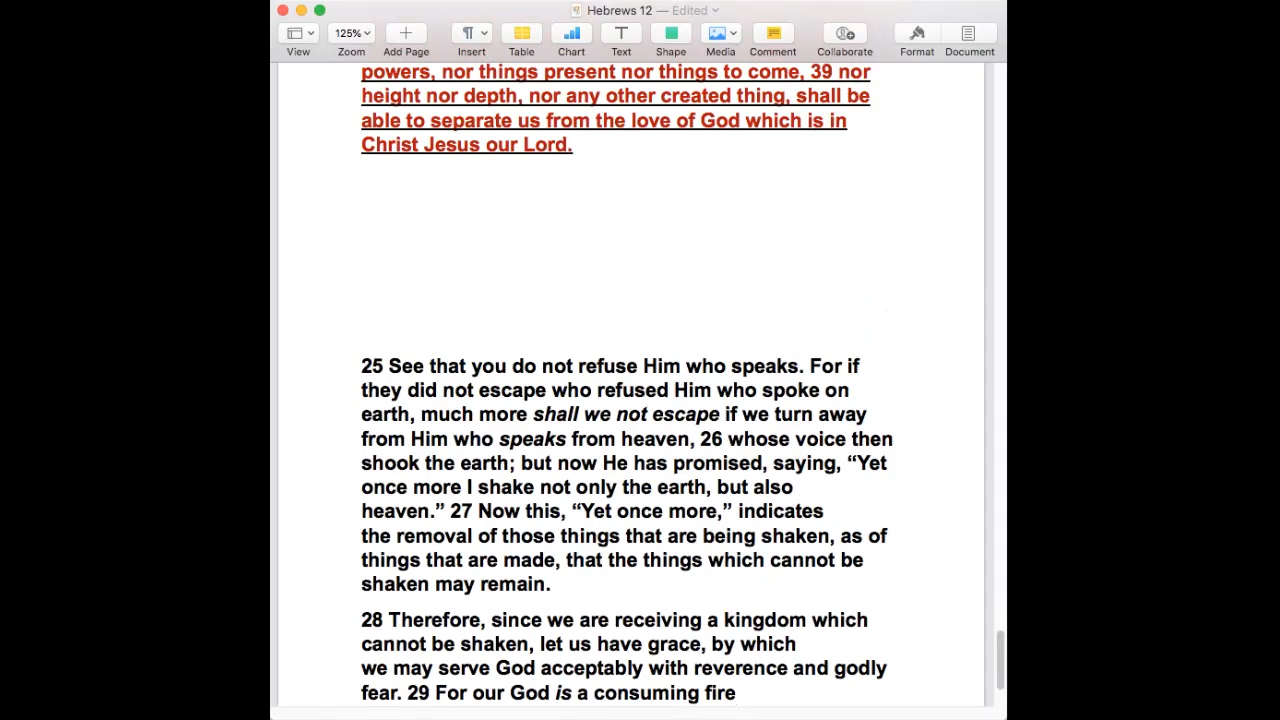 Hebrews 12 — Edited
125%
View Zoom Add Page Insert Table Chart Text Shape Media Comment Collaborate Format Document
powers, nor things present nor things to come, 39 nor
height nor depth, nor any other created thing, shall be
able to separate us from the love of God which is in
Christ Jesus our Lord.
25 See that you do not refuse Him who speaks. For if
they did not escape who refused Him who spoke on
earth, much more shall we not escape if we turn away
from Him who speaks from heaven, 26 whose voice then
shook the earth; but now He has promised, saying, “Yet
once more I shake not only the earth, but also
heaven.” 27 Now this, “Yet once more,” indicates
the removal of those things that are being shaken, as of
things that are made, that the things which cannot be
shaken may remain.
28 Therefore, since we are receiving a kingdom which
cannot be shaken, let us have grace, by which
we may serve God acceptably with reverence and godly
fear. 29 For our God is a consuming fire